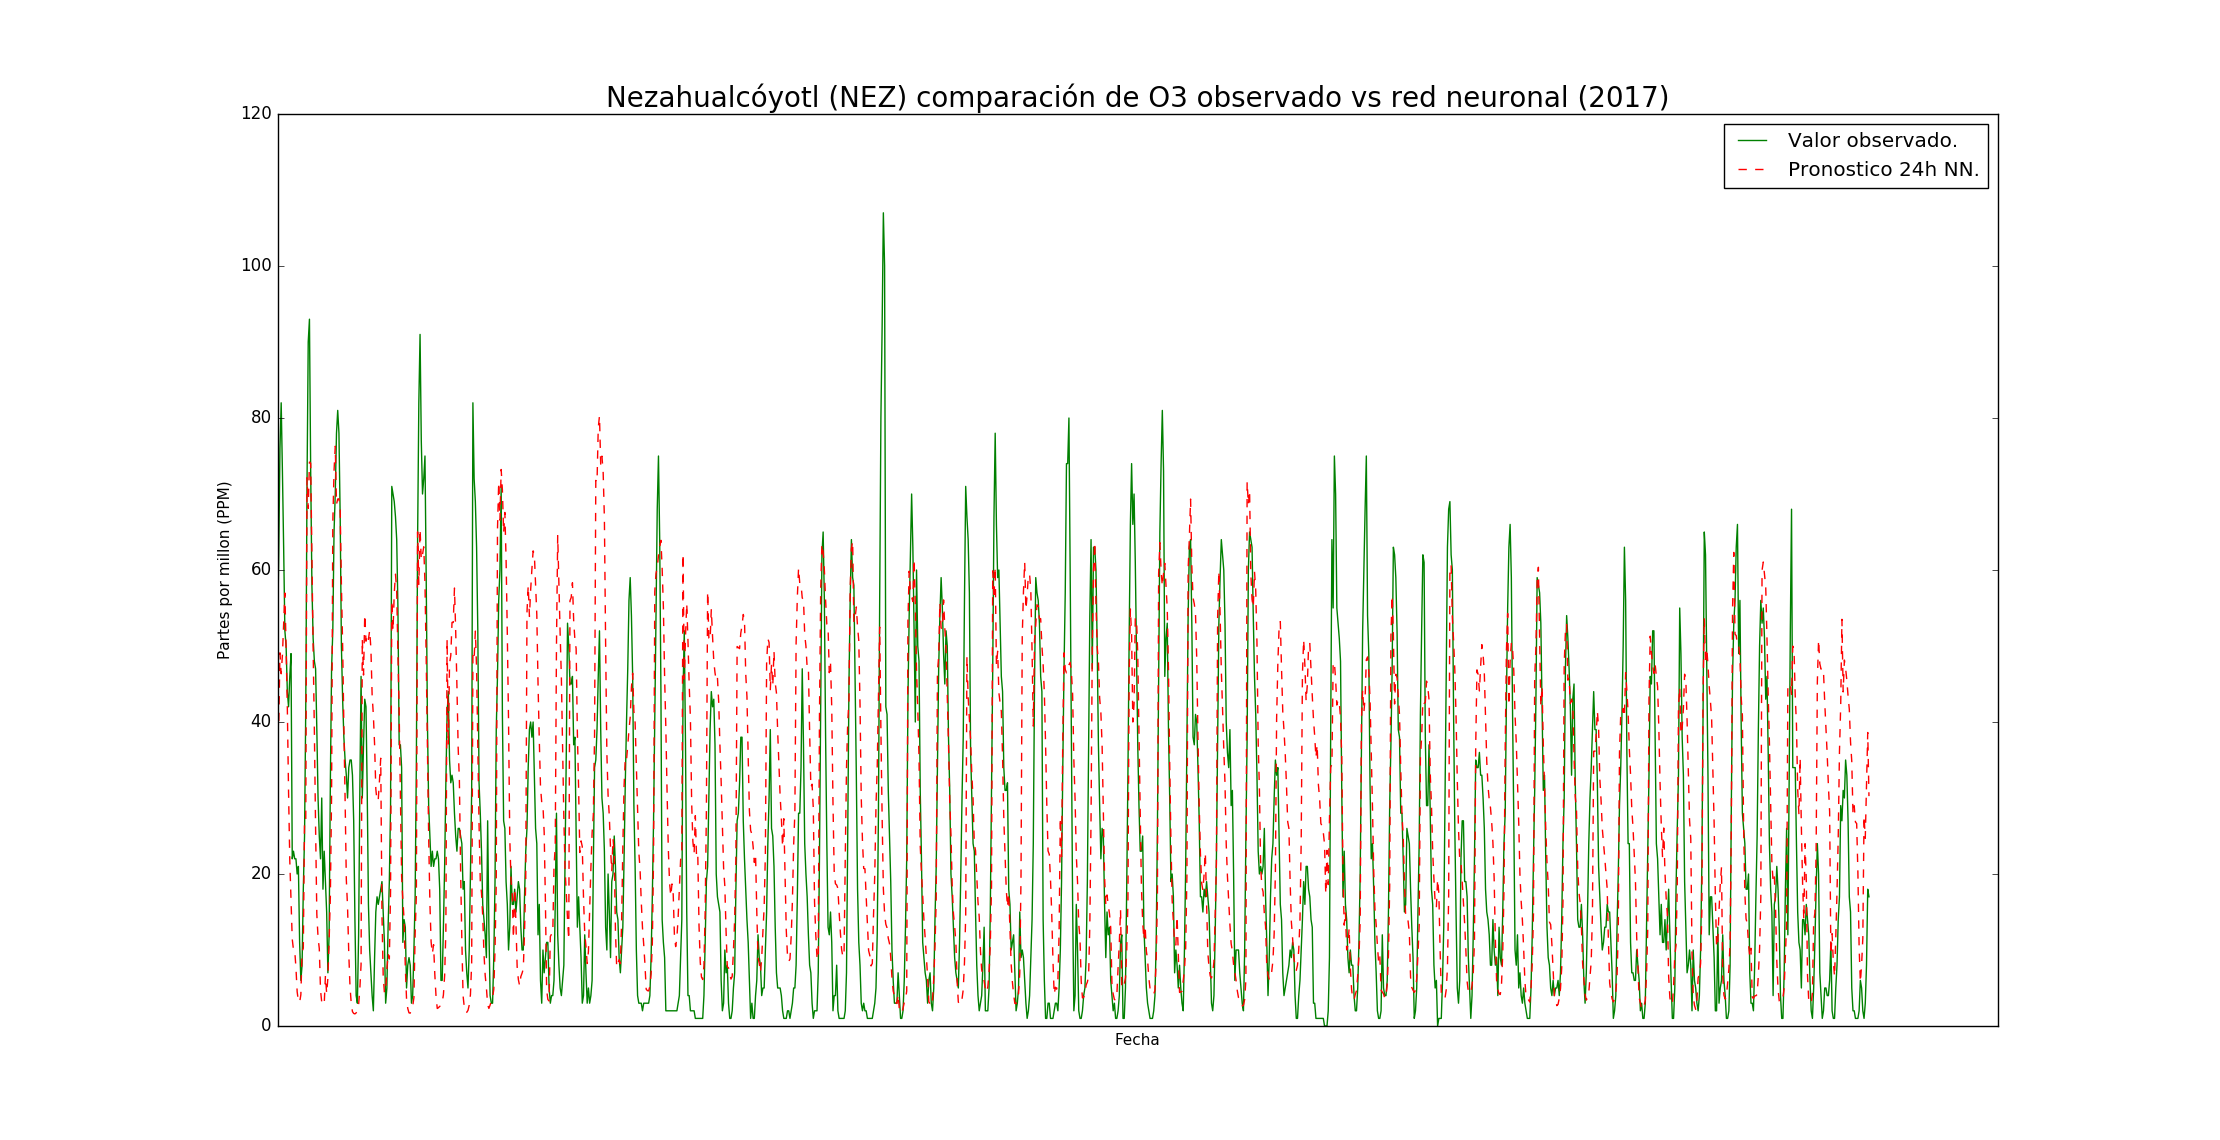 Nezahualcóyotl (NEZ) comparación de O3 observado vs red neuronal (2017)
120
100
80
60
40
20
0
Partes por millon (PPM)
Valor observado.
Pronostico 24h NN.
Fecha